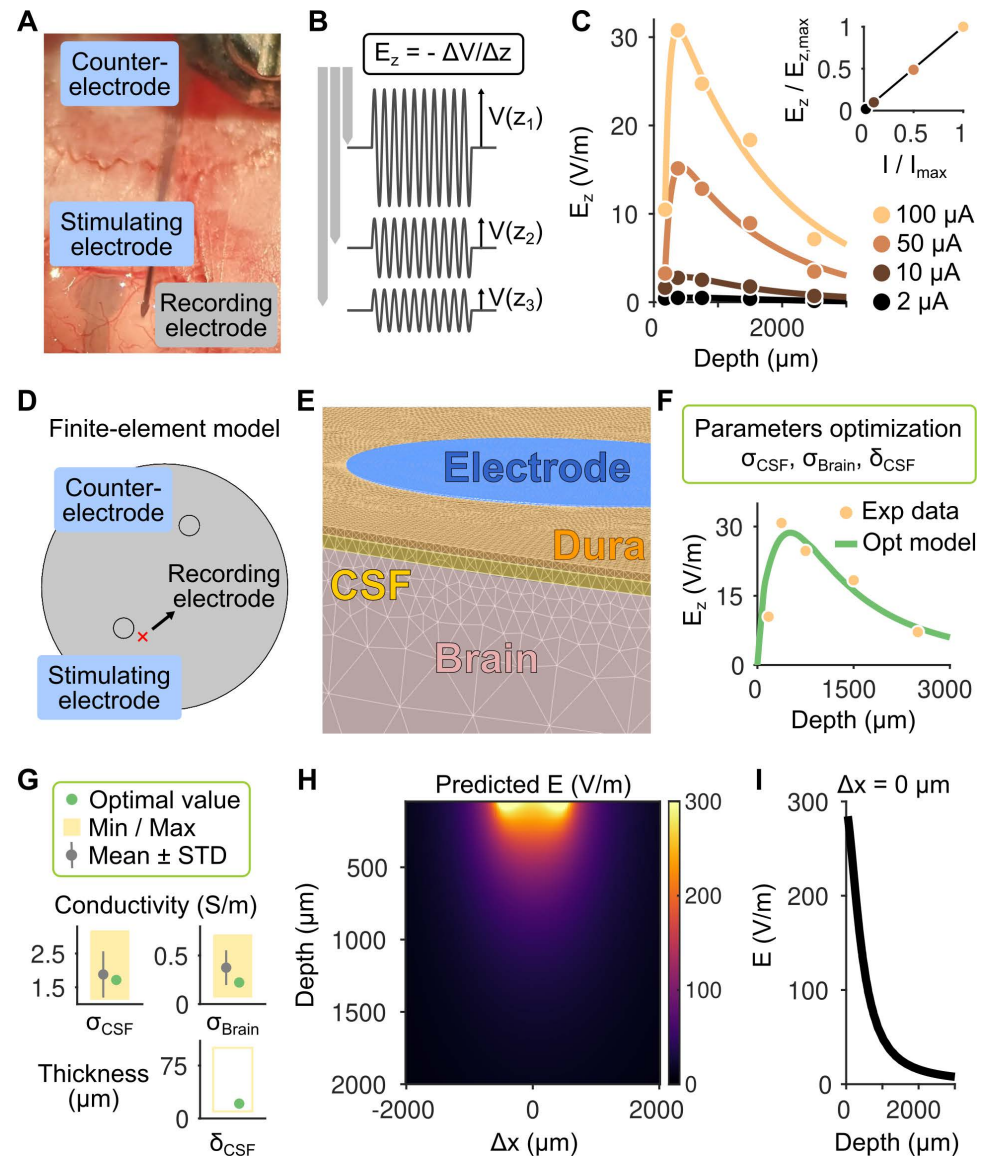 A
Counter-
electrode
Stimulating
electrode
Recording
electrode
B
E_z = - ΔV/Δz
V(z_1)
V(z_2)
V(z_3)
C
30
20
10
0
E_z (V/m)
0
2000
Depth (µm)
1
0.5
0
E_z / E_z,max
0
0.5
1
I / I_max
100 µA
50 µA
10 µA
2 µA
D
Finite-element model
Counter-
electrode
Recording
electrode
Stimulating
electrode
E
Electrode
Dura
CSF
Brain
F
Parameters optimization
σ_CSF, σ_Brain, δ_CSF
Exp data
Opt model
30
15
0
E_z (V/m)
0
1500
3000
Depth (µm)
G
Optimal value
Min / Max
Mean ± STD
Conductivity (S/m)
2.5
1.5
σ_CSF
0.5
0
σ_Brain
Thickness
(µm)
75
0
δ_CSF
H
Predicted E (V/m)
500
1000
1500
2000
Depth (µm)
-2000
0
2000
Δx (µm)
300
200
100
0
I
Δx = 0 µm
300
200
100
0
E (V/m)
0
2000
Depth (µm)